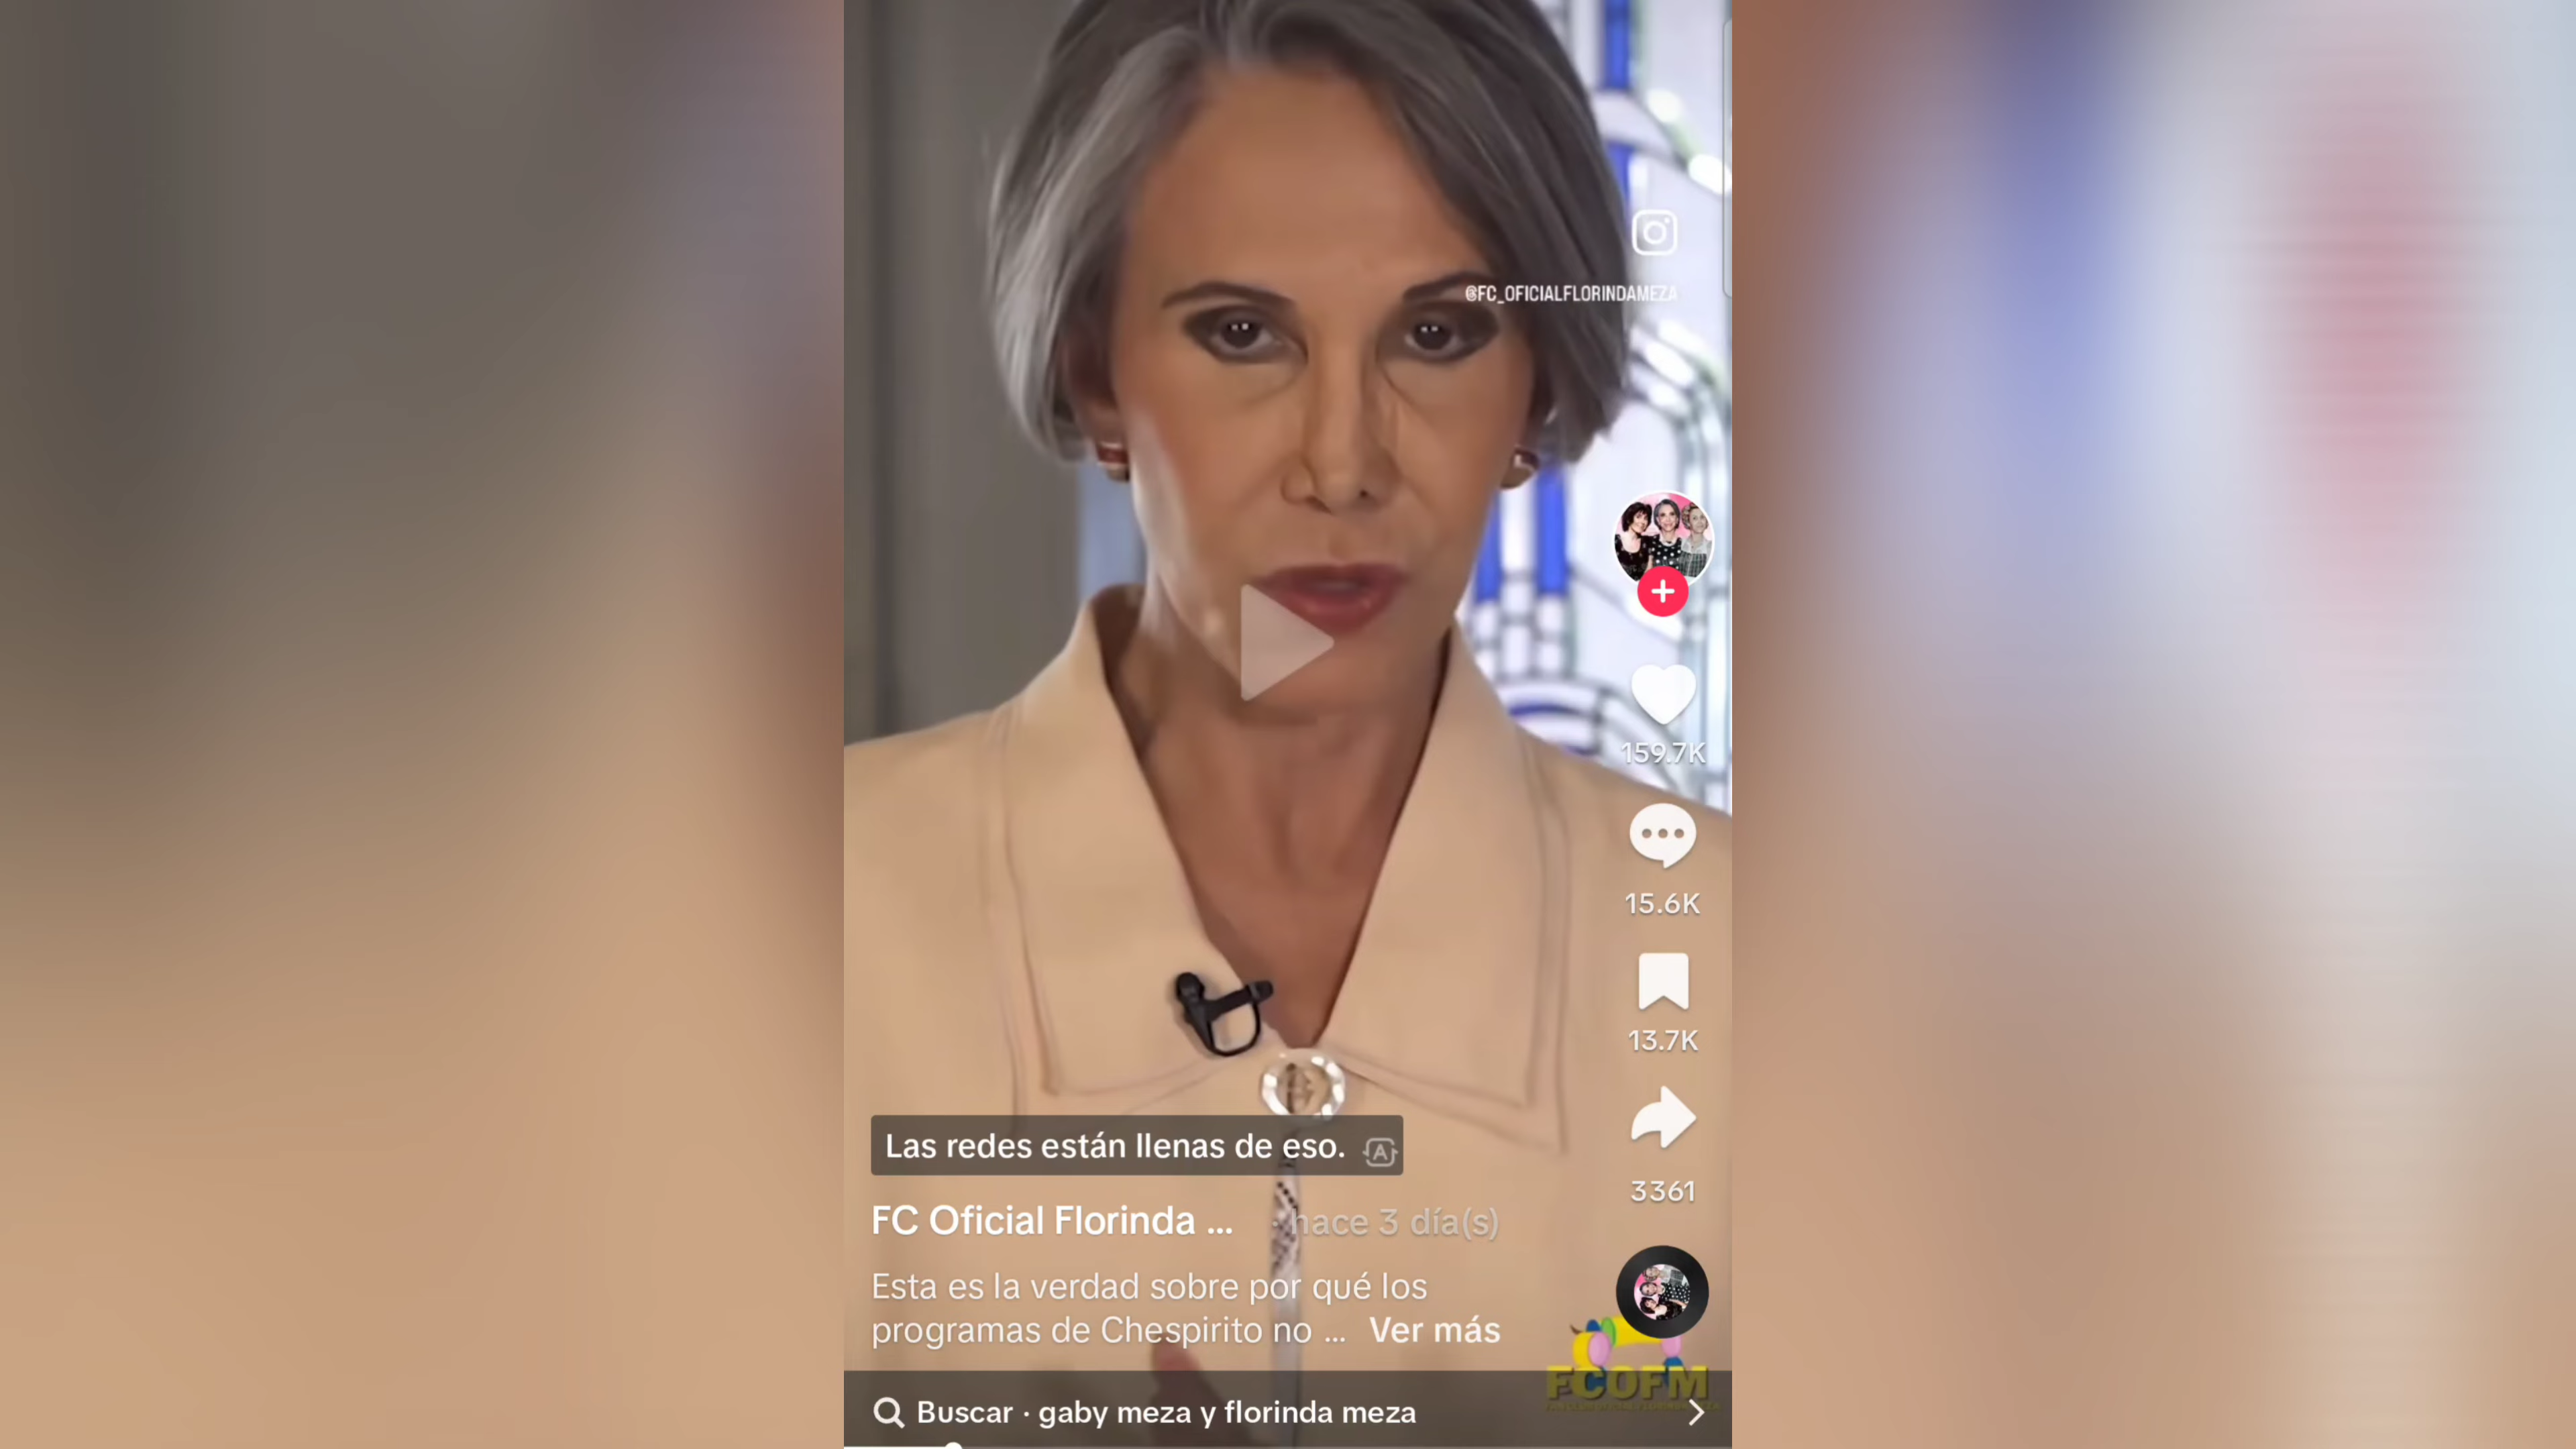 @FC_OFICIALFLORINDAMEZA
159.7K
15.6K
13.7K
3361
Las redes están llenas de eso.
FC Oficial Florinda ... · hace 3 día(s)
Esta es la verdad sobre por qué los
programas de Chespirito no ... Ver más
FCOFM
Buscar · gaby meza y florinda meza